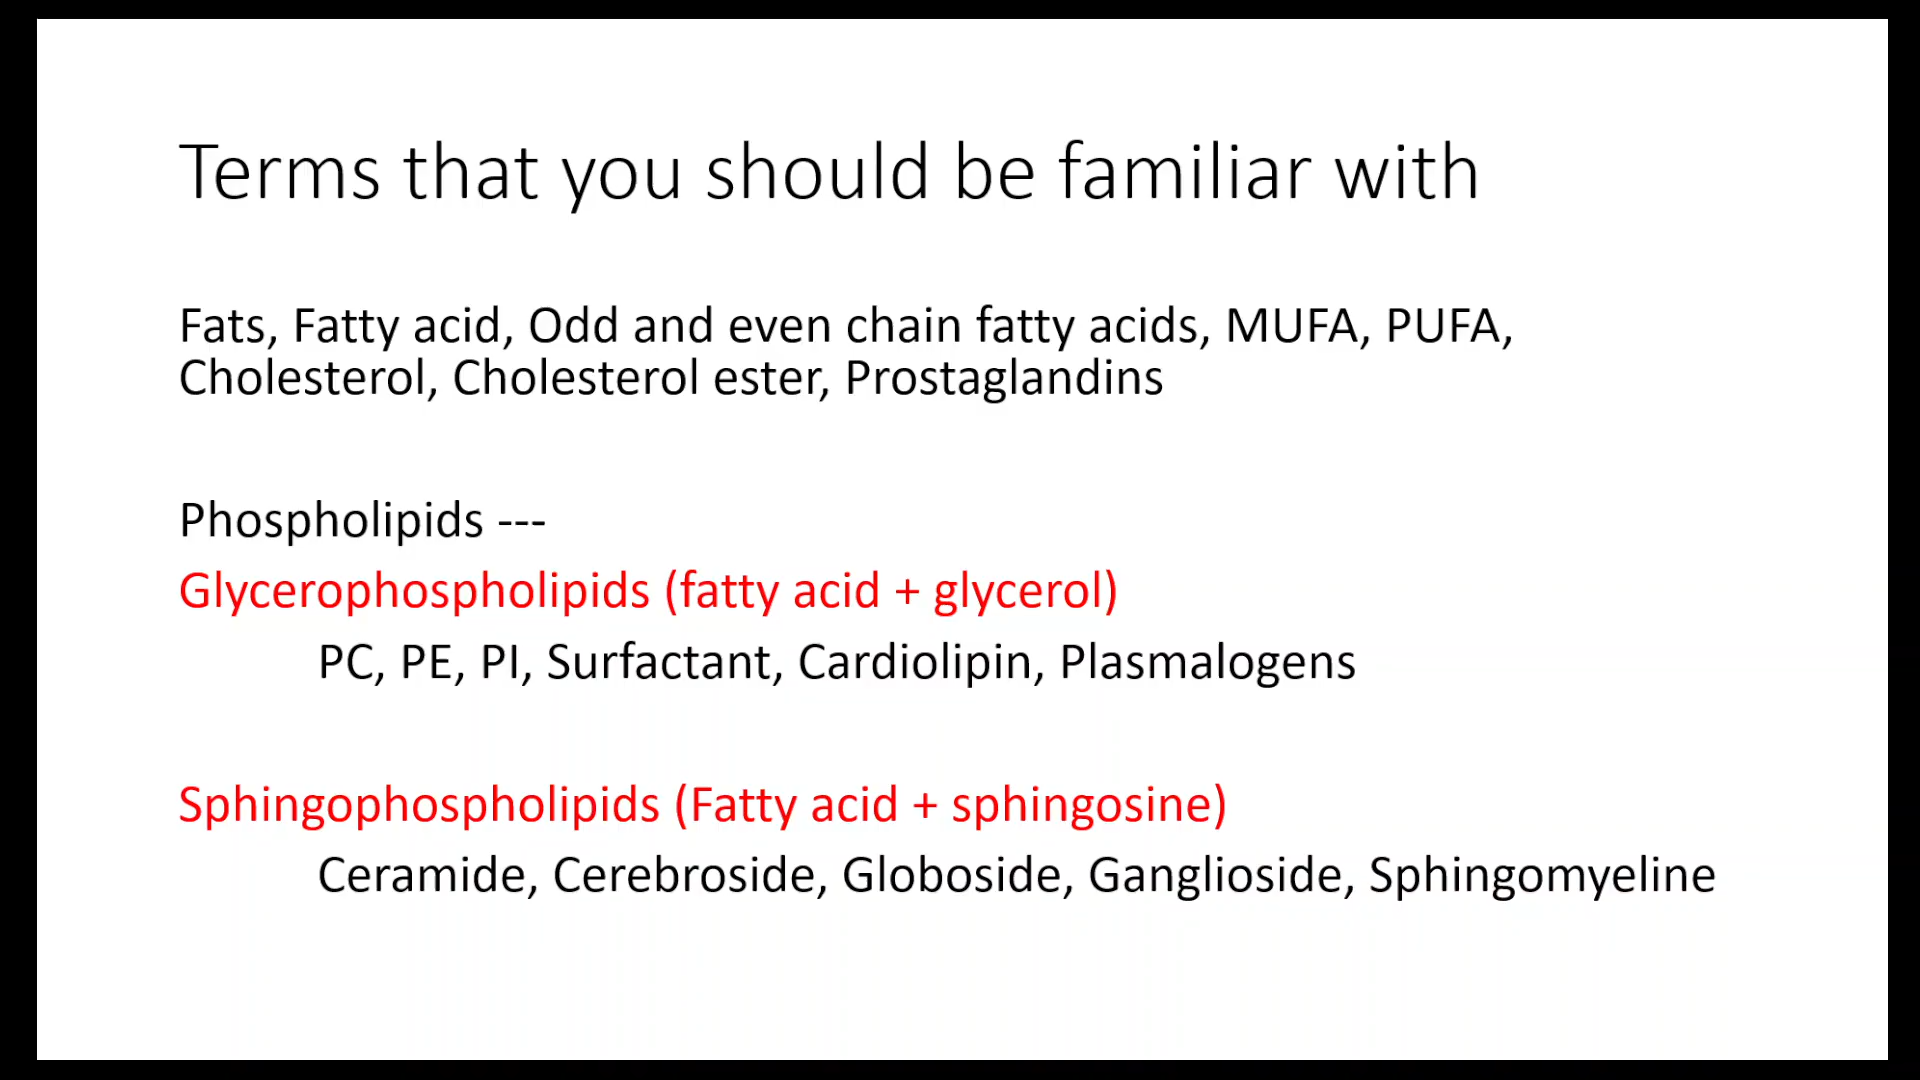 Terms that you should be familiar with
Fats, Fatty acid, Odd and even chain fatty acids, MUFA, PUFA,
Cholesterol, Cholesterol ester, Prostaglandins
Phospholipids ---
Glycerophospholipids (fatty acid + glycerol)
PC, PE, PI, Surfactant, Cardiolipin, Plasmalogens
Sphingophospholipids (Fatty acid + sphingosine)
Ceramide, Cerebroside, Globoside, Ganglioside, Sphingomyeline